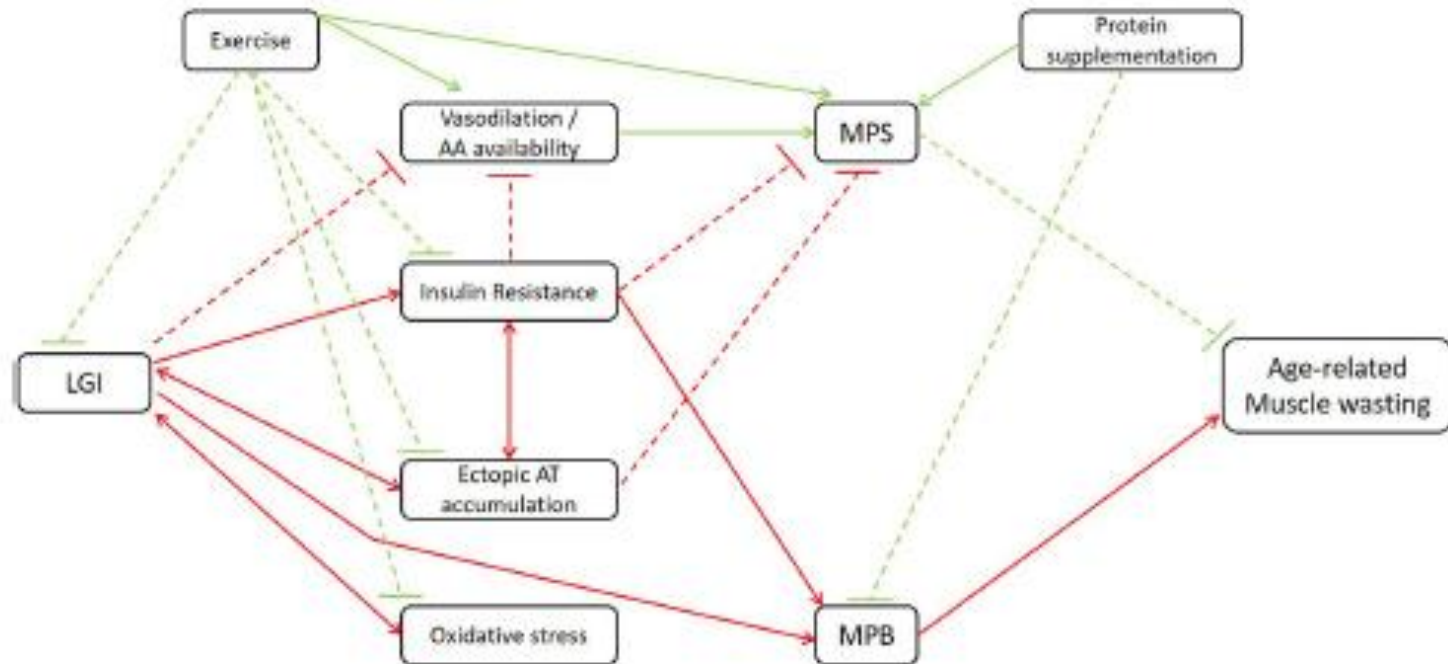 Exercise
Protein
supplementation
Vasodilation /
AA availability
MPS
Insulin Resistance
LGI
Age-related
Muscle wasting
Ectopic AT
accumulation
Oxidative stress
MPB